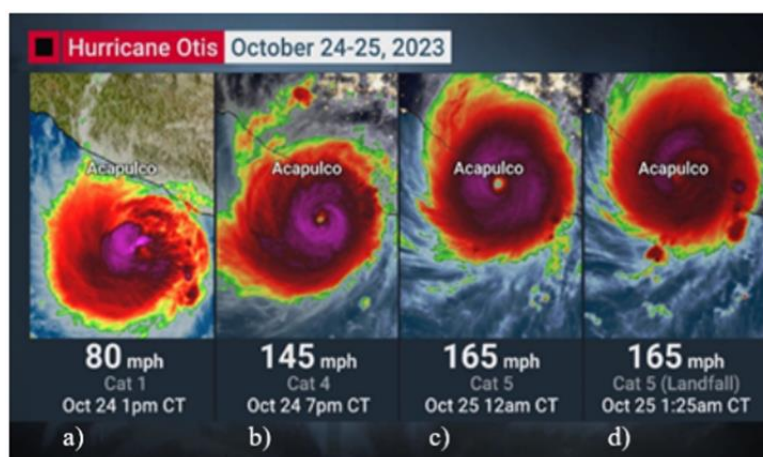 Hurricane Otis October 24-25, 2023
Acapulco Acapulco Acapulco Acapulco
80 mph 145 mph 165 mph 165 mph
Cat 1 Cat 4 Cat 5 Cat 5 (Landfall)
Oct 24 1pm CT Oct 24 7pm CT Oct 25 12am CT Oct 25 1:25am CT
a) b) c) d)